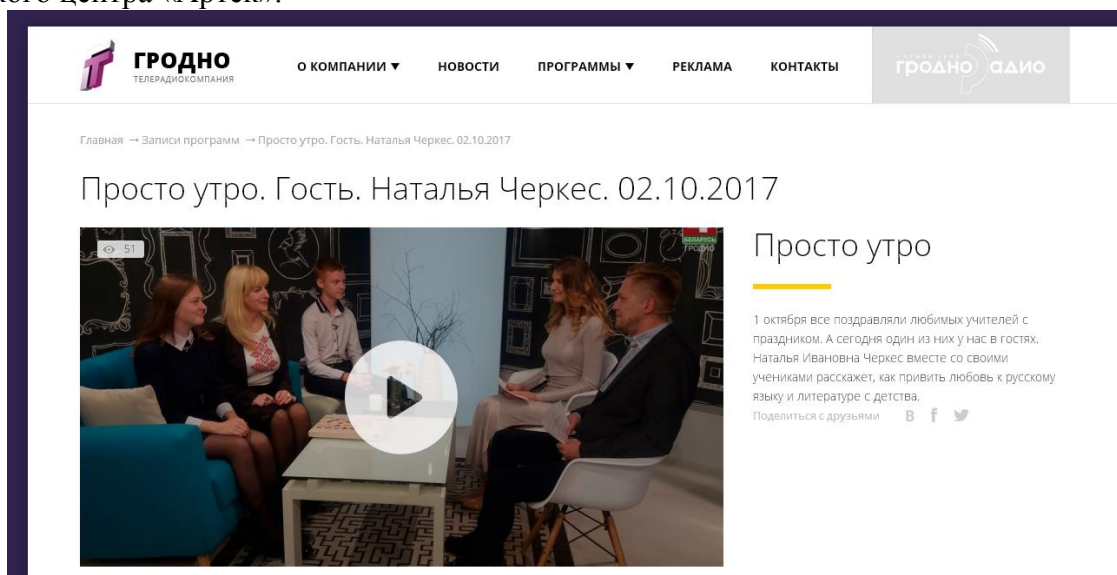 кого центра «Артек».
ГРОДНО
ТЕЛЕРАДИОКОМПАНИЯ
О КОМПАНИИ ▼ НОВОСТИ ПРОГРАММЫ ▼ РЕКЛАМА КОНТАКТЫ
гродно радио
Главная → Записи программ → Просто утро. Гость. Наталья Черкес. 02.10.2017
Просто утро. Гость. Наталья Черкес. 02.10.2017
51
БЕЛАРУСЬ
ГРОДНО
Просто утро
1 октября все поздравляли любимых учителей с
праздником. А сегодня один из них у нас в гостях.
Наталья Ивановна Черкес вместе со своими
учениками расскажет, как привить любовь к русскому
языку и литературе с детства.
Поделиться с друзьями В f